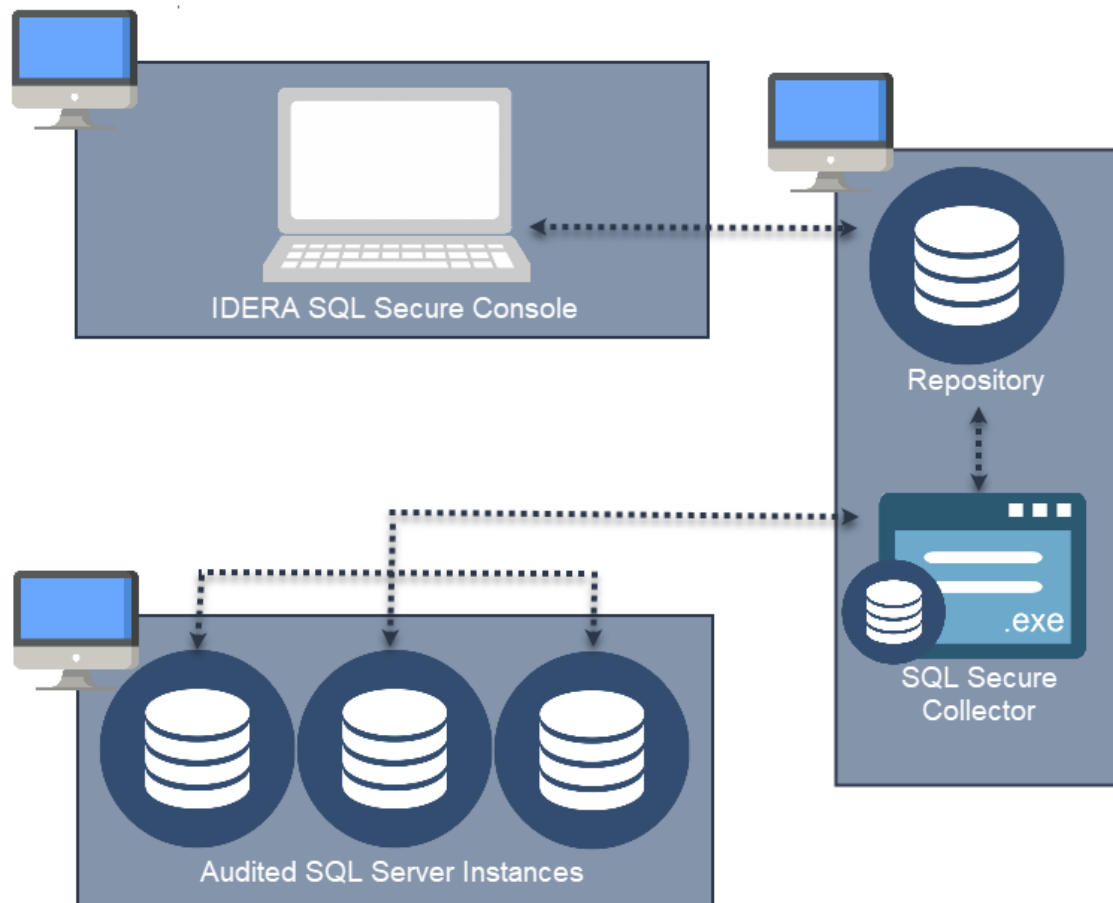 IDERA SQL Secure Console
Repository
.exe
SQL Secure
Collector
Audited SQL Server Instances